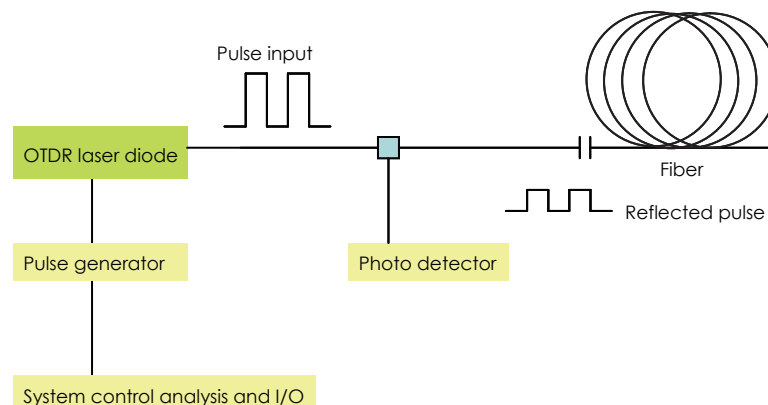 Pulse input
OTDR laser diode
Fiber
Reflected pulse
Pulse generator
Photo detector
System control analysis and I/O